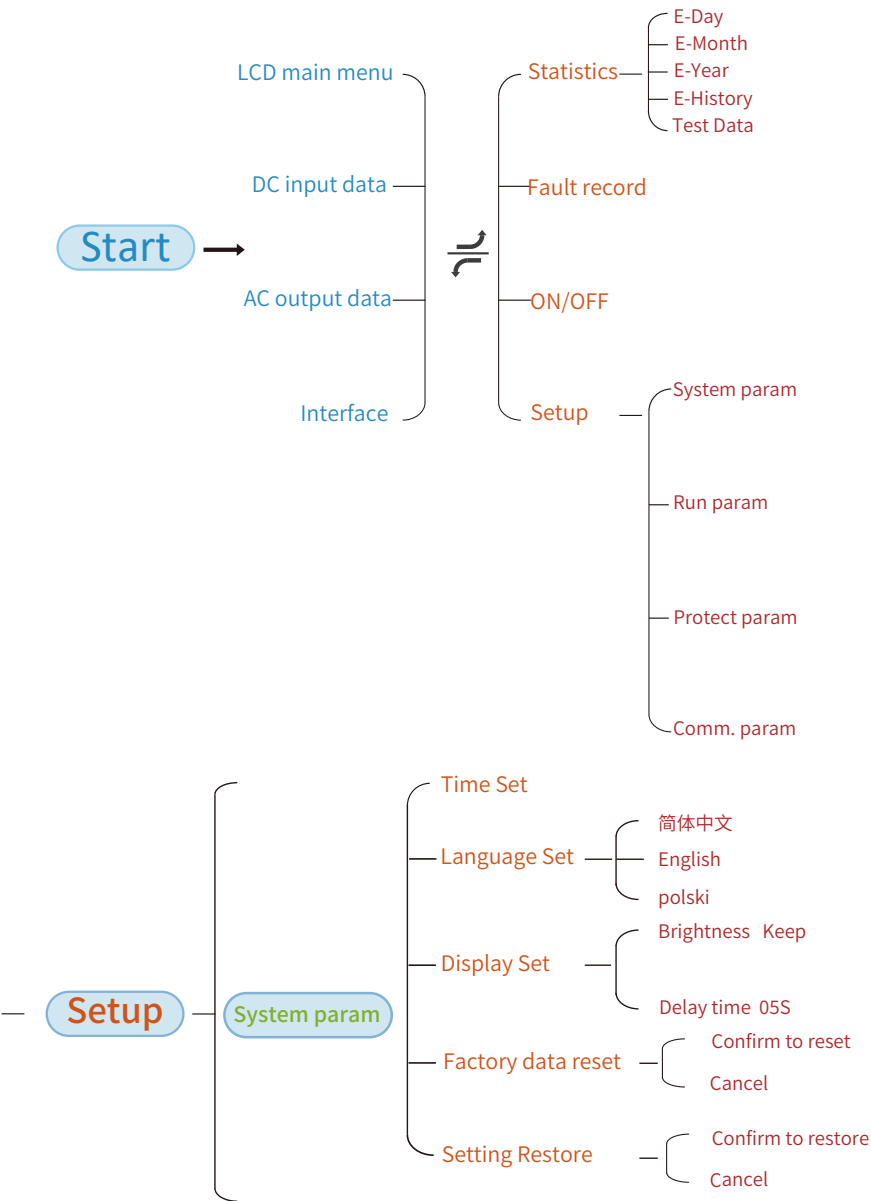 Start
LCD main menu
DC input data
AC output data
Interface
Statistics
E-Day
E-Month
E-Year
E-History
Test Data
Fault record
ON/OFF
Setup
System param
Run param
Protect param
Comm. param
Setup
System param
Time Set
Language Set
简体中文
English
polski
Display Set
Brightness Keep
Delay time 05S
Factory data reset
Confirm to reset
Cancel
Setting Restore
Confirm to restore
Cancel